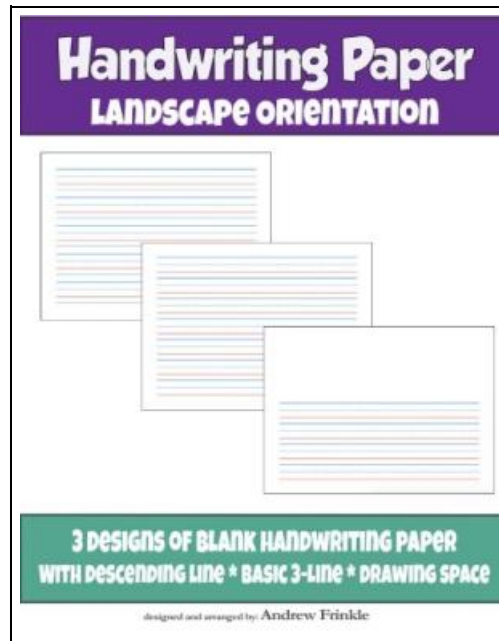 Handwriting Paper
LANDSCAPE ORIENTATION
3 DESIGNS OF BLANK HANDWRITING PAPER
WITH DESCENDING LINE * BASIC 3-LINE * DRAWING SPACE
designed and arranged by: Andrew Frinkle